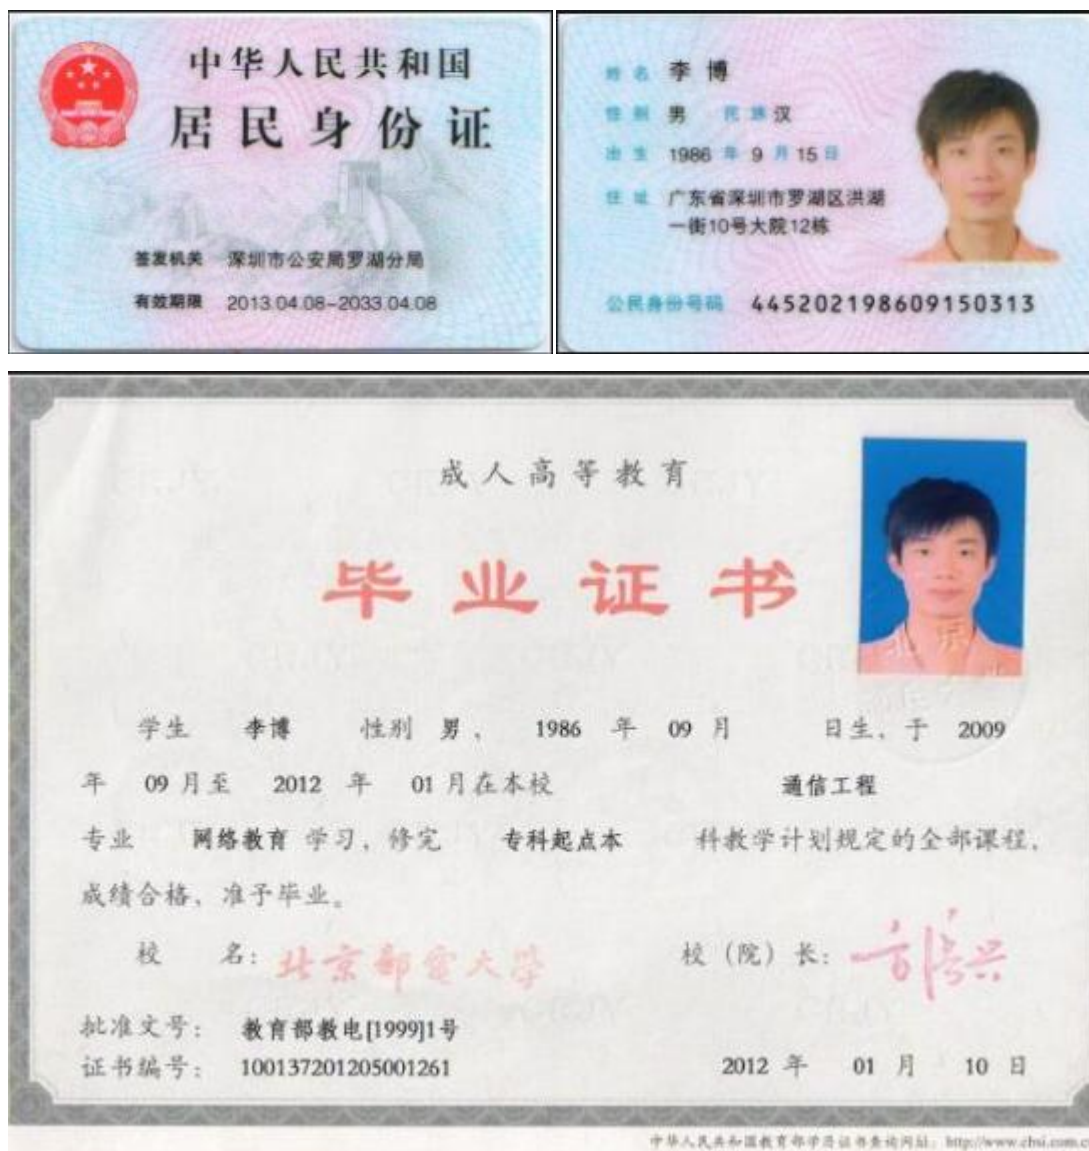 中华人民共和国
居民身份证
签发机关 深圳市公安局罗湖分局
有效期限 2013.04.08-2033.04.08
姓名 李博
性别 男 民族 汉
出生 1986 年 9 月 15 日
住址 广东省深圳市罗湖区洪湖
一街10号大院12栋
公民身份号码 445202198609150313
成人高等教育
毕业证书
学生 李博 性别 男、 1986 年 09 月 日生、于 2009
年 09 月至 2012 年 01 月在本校 通信工程
专业 网络教育 学习，修完 专科起点本 科教学计划规定的全部课程，
成绩合格，准予毕业。
校 名： 北京邮电大学 校（院）长： 方滨兴
批准文号： 教育部教电[1999]1号
证书编号： 100137201205001261 2012 年 01 月 10 日
中华人民共和国教育部学历证书查询网站：http://www.chsi.com.c